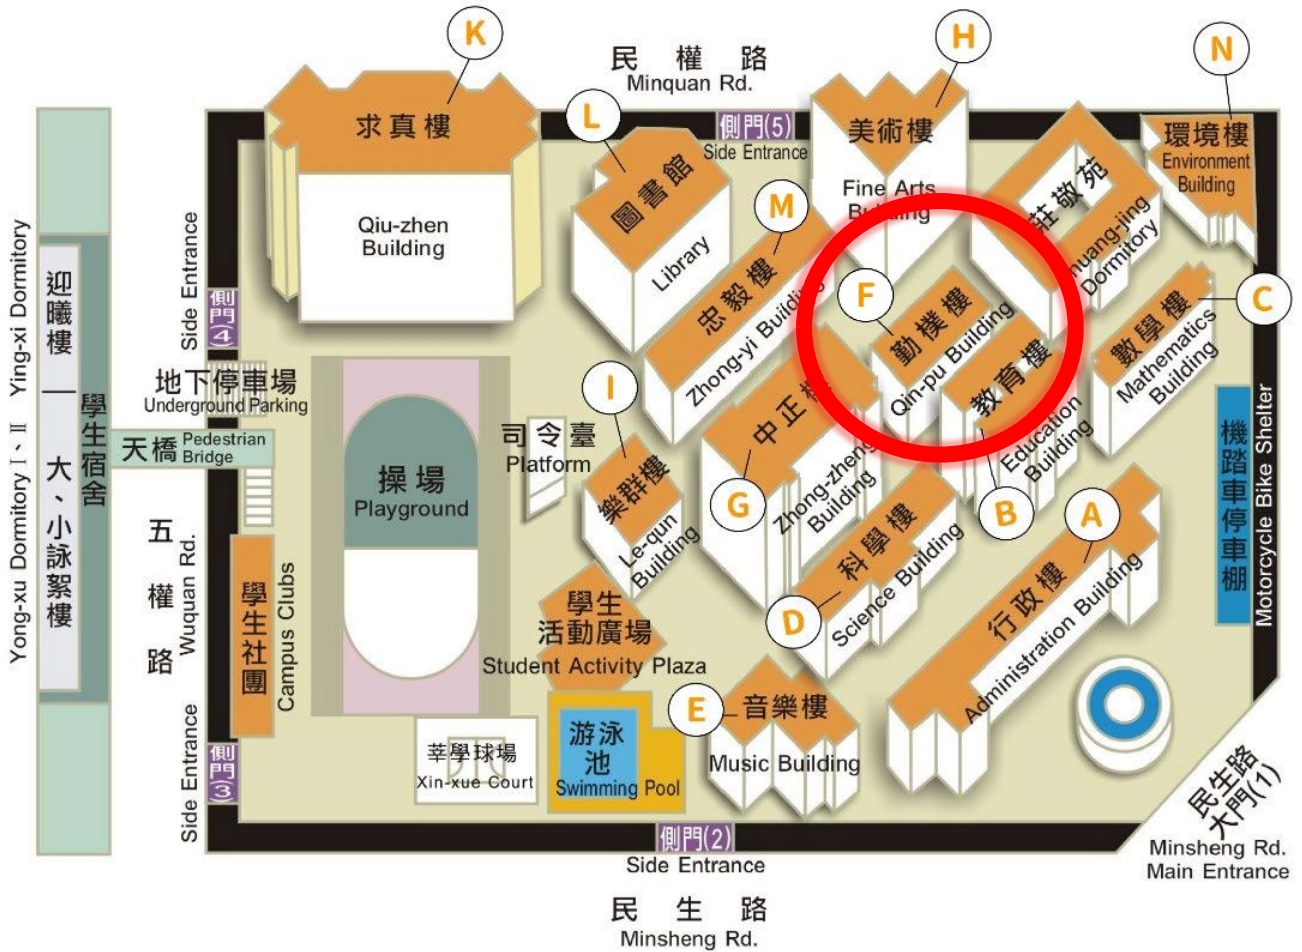 K
H
N
民權路
Minquan Rd.
求真樓
Qiu-zhen
Building
L
圖書館
Library
側門(5)
Side Entrance
美術樓
Fine Arts
Building
環境樓
Environment
Building
莊敬苑
Dormitory
M
忠毅樓
Zhong-yi Building
F
勤樸樓
Qin-pu Building
C
數學樓
Mathematics
Building
教育樓
Education
Building
B
Side Entrance
側門(4)
地下停車場
Underground Parking
天橋 Pedestrian
Bridge
迎曦樓
Ying-xi Dormitory
大、小詠絮樓
Yong-xu Dormitory I、II
學生宿舍
五權路
Wuquan Rd.
操場
Playground
司令臺
Platform
I
樂群樓
Le-qun
Building
中正樓
Zhong-zheng
Building
G
科學樓
Science Building
D
A
行政樓
Administration Building
機踏車停車棚
Motorcycle Bike Shelter
學生社團
Campus Clubs
學生
活動廣場
Student Activity Plaza
E
音樂樓
Music Building
游泳
池
Swimming Pool
莘學球場
Xin-xue Court
Side Entrance
側門(3)
側門(2)
Side Entrance
民生路
大門(1)
Minsheng Rd.
Main Entrance
民生路
Minsheng Rd.